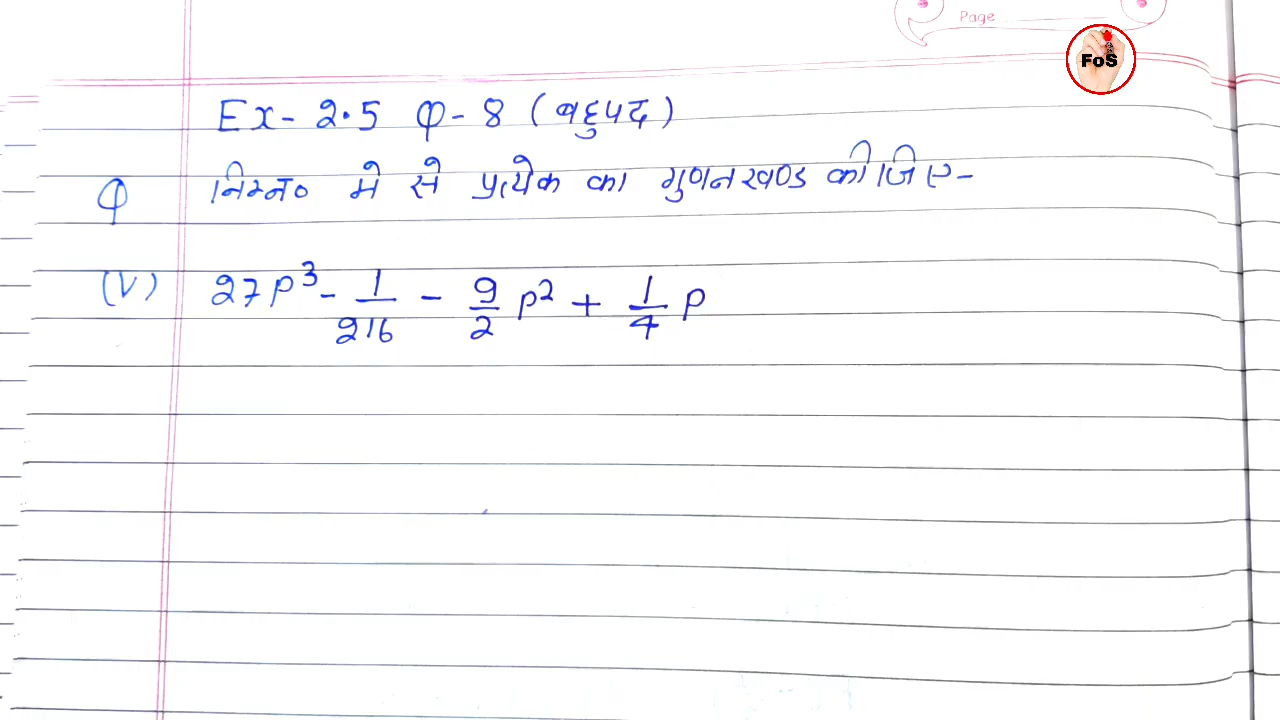 Page
FoS
Ex- 2.5 Q- 8 (बहुपद)
Q निम्न० मे से प्रत्येक का गुणनखण्ड कीजिए-
(V) 27P³ - 1/216 - 9/2 P² + 1/4 P